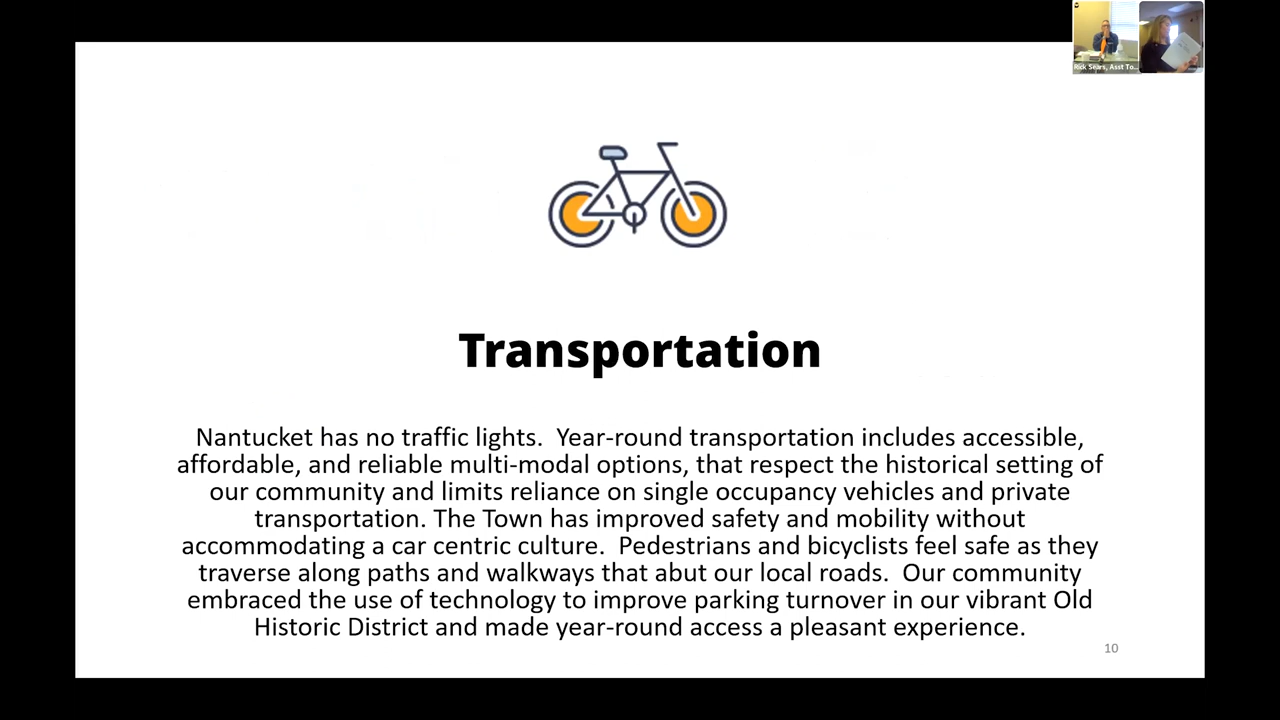 Rick Sears, Asst To...
Transportation
Nantucket has no traffic lights.  Year-round transportation includes accessible,
affordable, and reliable multi-modal options, that respect the historical setting of
our community and limits reliance on single occupancy vehicles and private
transportation. The Town has improved safety and mobility without
accommodating a car centric culture.  Pedestrians and bicyclists feel safe as they
traverse along paths and walkways that abut our local roads.  Our community
embraced the use of technology to improve parking turnover in our vibrant Old
Historic District and made year-round access a pleasant experience.
10